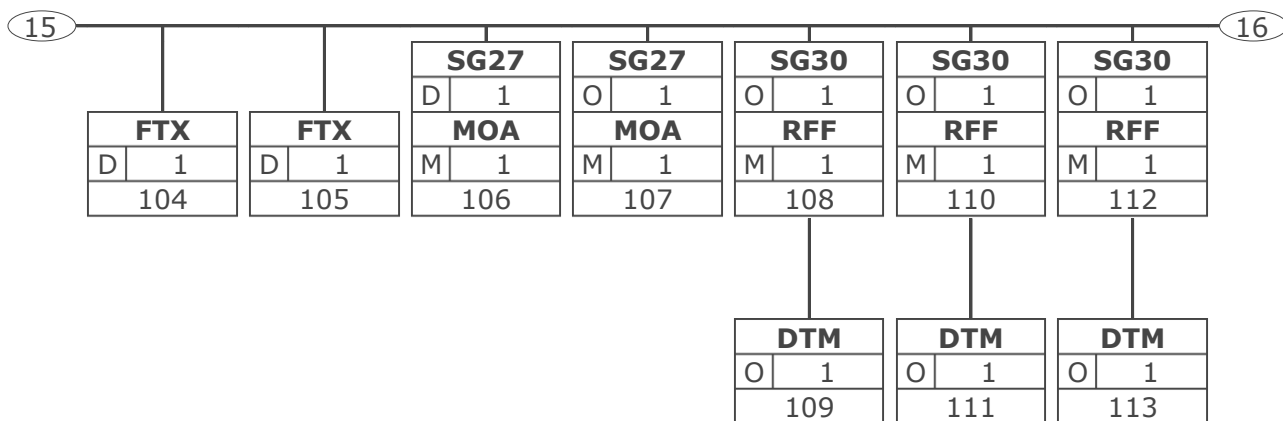 15 16
SG27 SG27 SG30 SG30 SG30
D 1 O 1 O 1 O 1 O 1
FTX FTX MOA MOA RFF RFF RFF
D 1 D 1 M 1 M 1 M 1 M 1 M 1
104 105 106 107 108 110 112
DTM DTM DTM
O 1 O 1 O 1
109 111 113